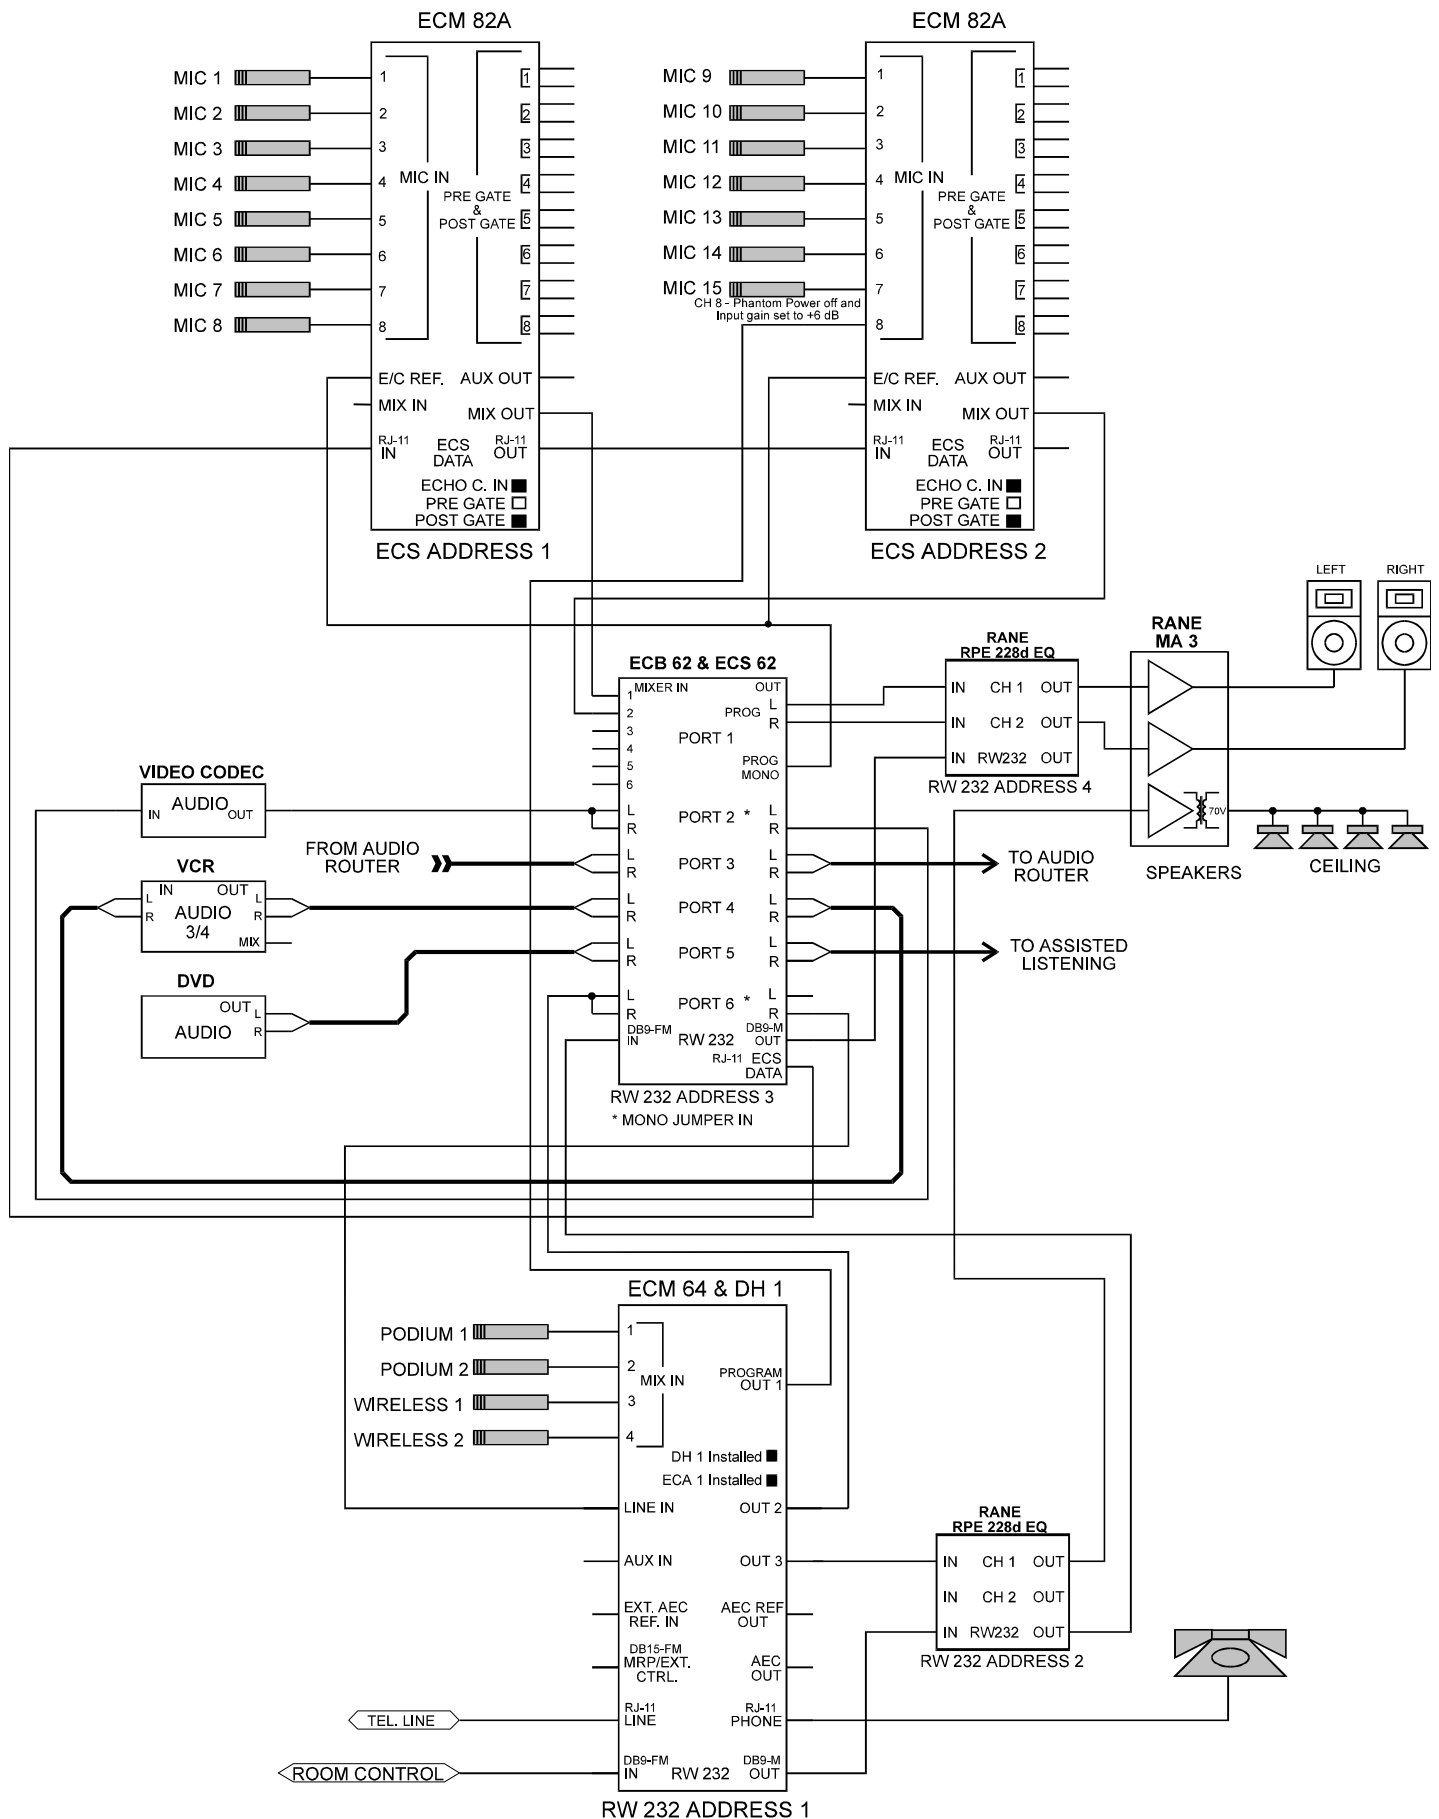 ECM 82A
MIC 1
MIC 2
MIC 3
MIC 4
MIC 5
MIC 6
MIC 7
MIC 8
1
2
3
4
5
6
7
8
MIC IN
PRE GATE
&
POST GATE
1
2
3
4
5
6
7
8
E/C REF.
AUX OUT
MIX IN
MIX OUT
RJ-11
IN
ECS
DATA
RJ-11
OUT
ECHO C. IN
PRE GATE
POST GATE
ECS ADDRESS 1
ECM 82A
MIC 9
MIC 10
MIC 11
MIC 12
MIC 13
MIC 14
MIC 15
CH 8 - Phantom Power off and
Input gain set to +6 dB
1
2
3
4
5
6
7
8
MIC IN
PRE GATE
&
POST GATE
1
2
3
4
5
6
7
8
E/C REF.
AUX OUT
MIX IN
MIX OUT
RJ-11
IN
ECS
DATA
RJ-11
OUT
ECHO C. IN
PRE GATE
POST GATE
ECS ADDRESS 2
LEFT
RIGHT
RANE
MA 3
70V
SPEAKERS
CEILING
RANE
RPE 228d EQ
IN CH 1 OUT
IN CH 2 OUT
IN RW232 OUT
RW 232 ADDRESS 4
ECB 62 & ECS 62
MIXER IN
OUT
1
2
3
4
5
6
PROG
L
R
PORT 1
PROG
MONO
L
R
PORT 2 *
L
R
L
R
PORT 3
L
R
L
R
PORT 4
L
R
L
R
PORT 5
L
R
L
R
PORT 6 *
L
R
DB9-FM
IN
RW 232
DB9-M
OUT
RJ-11 ECS
DATA
RW 232 ADDRESS 3
* MONO JUMPER IN
VIDEO CODEC
IN
AUDIO
OUT
FROM AUDIO
ROUTER
TO AUDIO
ROUTER
VCR
IN
OUT
L
R
AUDIO
3/4
L
R
MIX
TO ASSISTED
LISTENING
DVD
OUT
L
R
AUDIO
ECM 64 & DH 1
PODIUM 1
PODIUM 2
WIRELESS 1
WIRELESS 2
1
2
3
4
MIX IN
PROGRAM
OUT 1
DH 1 Installed
ECA 1 Installed
LINE IN
OUT 2
AUX IN
OUT 3
EXT. AEC
REF. IN
AEC REF
OUT
DB15-FM
MRP/EXT.
CTRL.
AEC
OUT
RJ-11
LINE
RJ-11
PHONE
DB9-FM
IN
RW 232
DB9-M
OUT
RW 232 ADDRESS 1
TEL. LINE
ROOM CONTROL
RANE
RPE 228d EQ
IN CH 1 OUT
IN CH 2 OUT
IN RW232 OUT
RW 232 ADDRESS 2